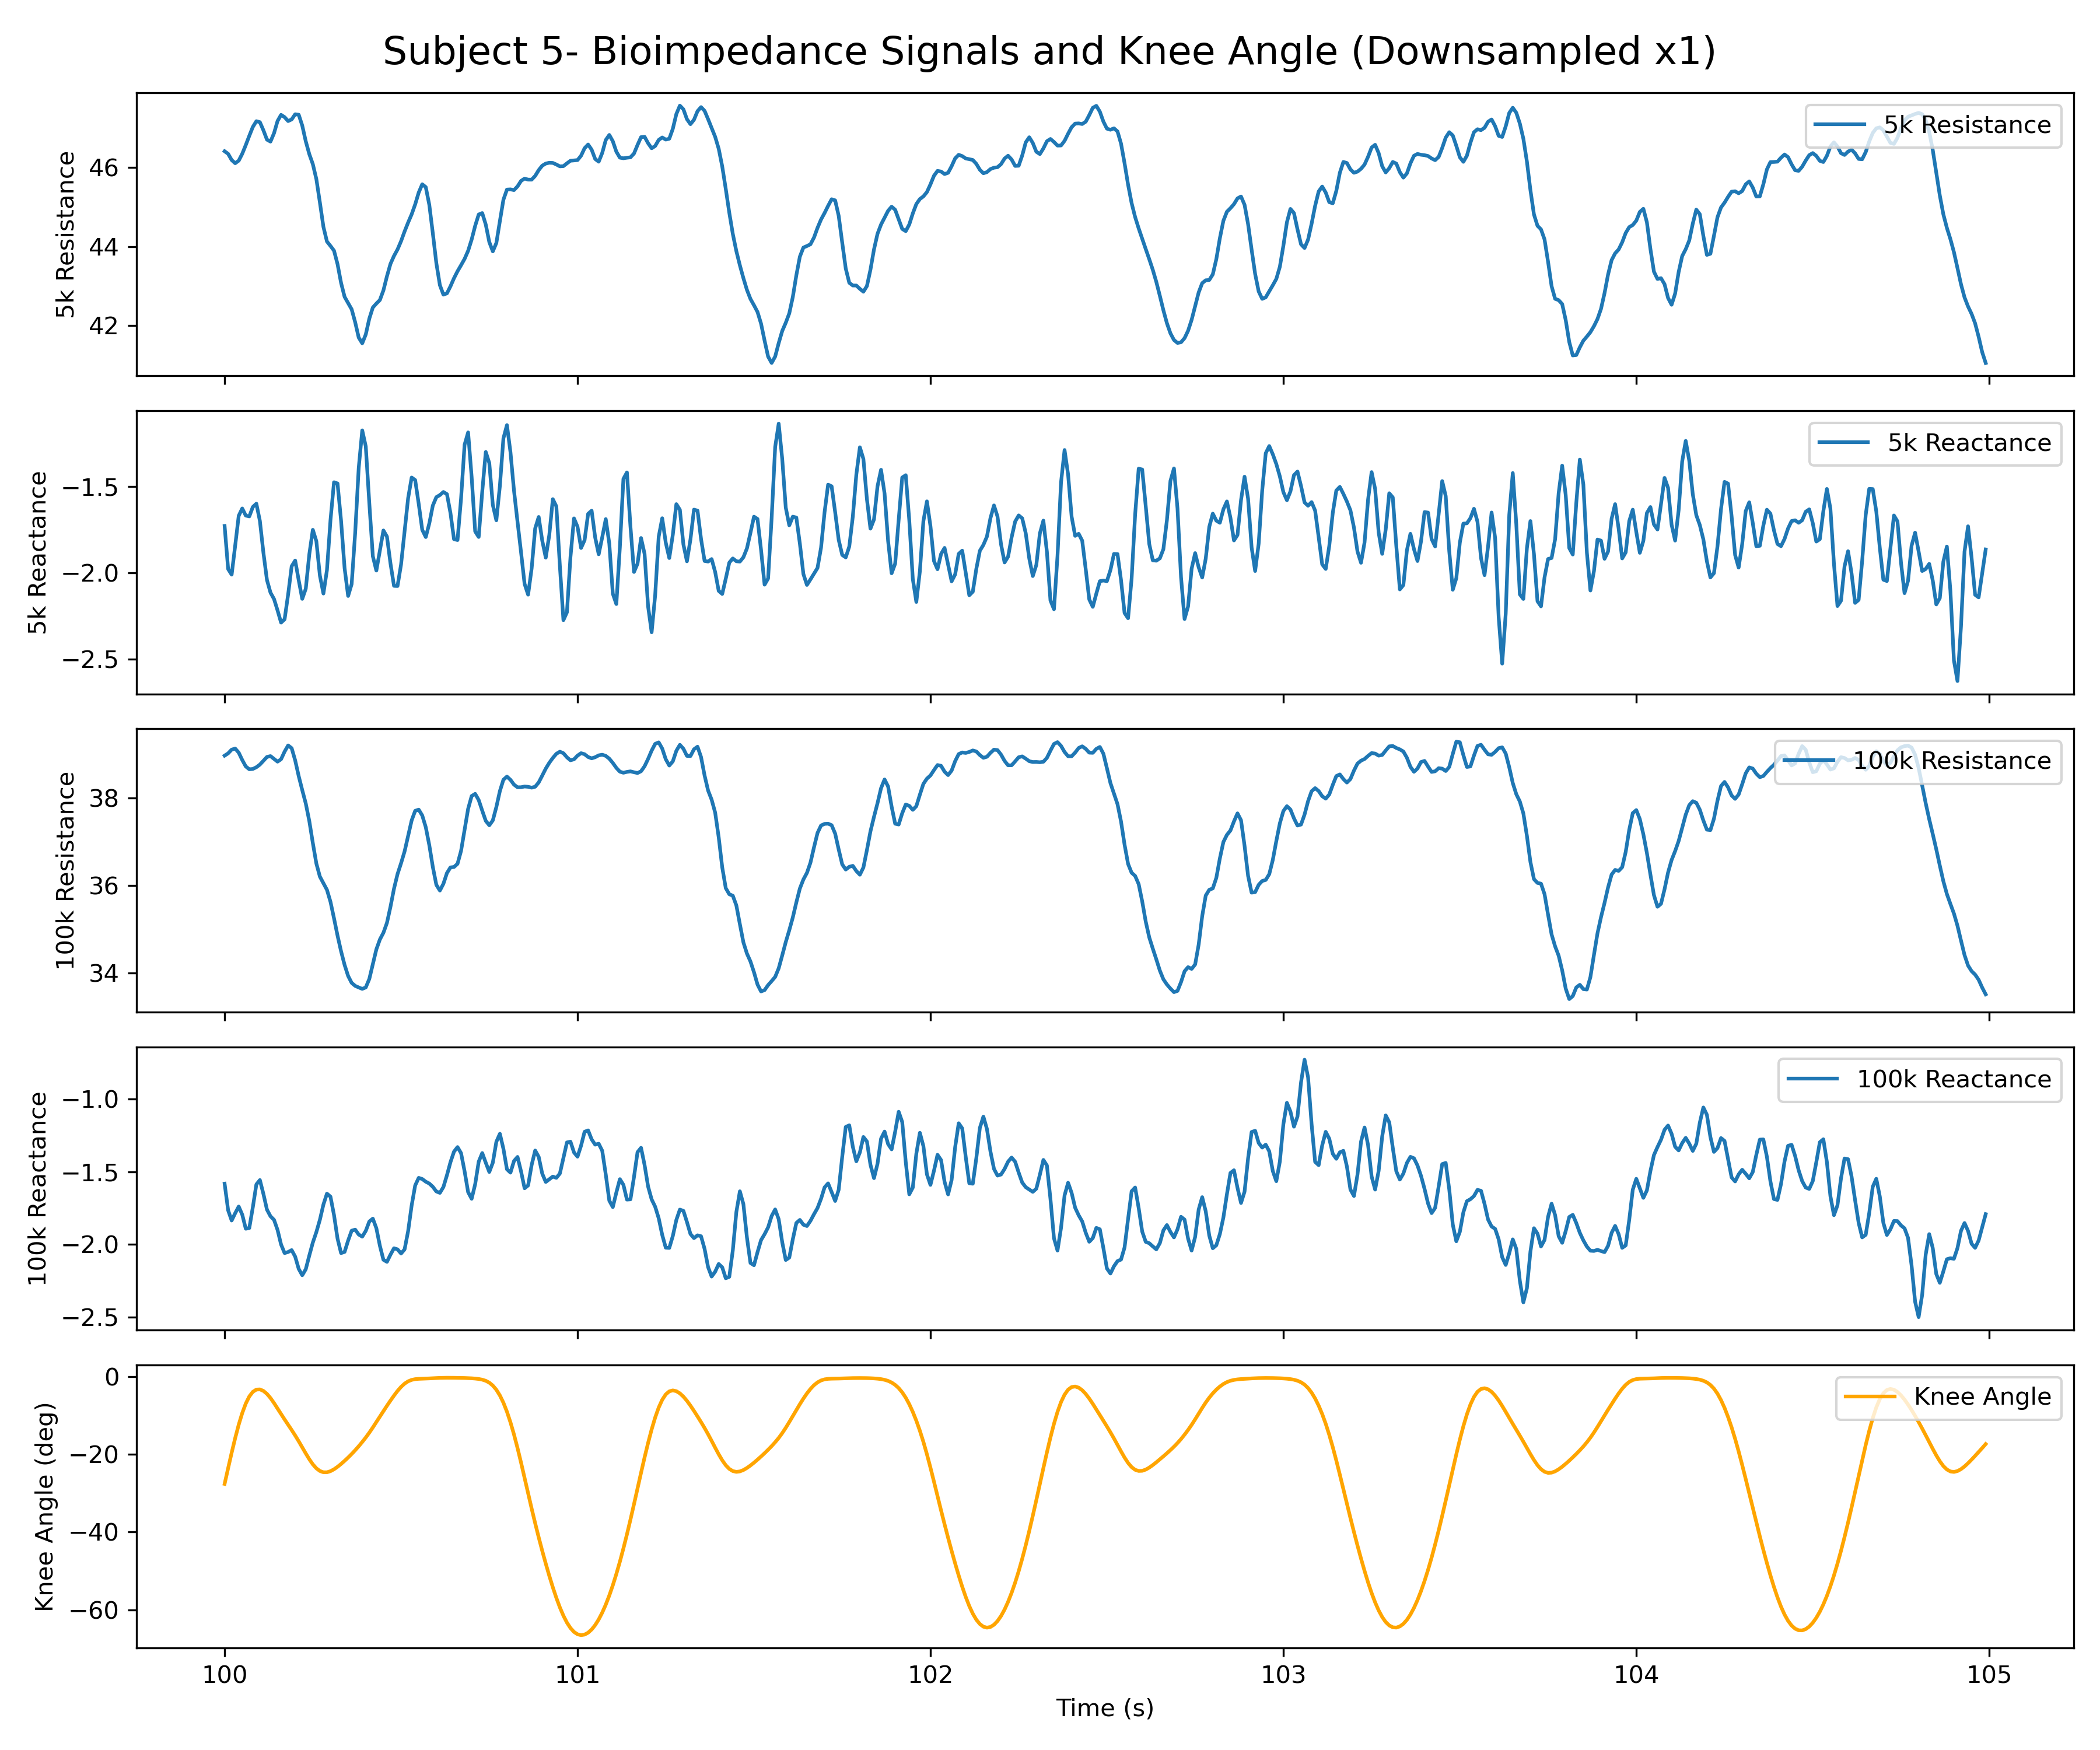 Subject 5- Bioimpedance Signals and Knee Angle (Downsampled x1)
5k Resistance
46
44
42
5k Resistance
5k Reactance
−1.5
−2.0
−2.5
5k Reactance
100k Resistance
38
36
34
100k Resistance
100k Reactance
−1.0
−1.5
−2.0
−2.5
100k Reactance
Knee Angle (deg)
0
−20
−40
−60
Knee Angle
100 101 102 103 104 105
Time (s)